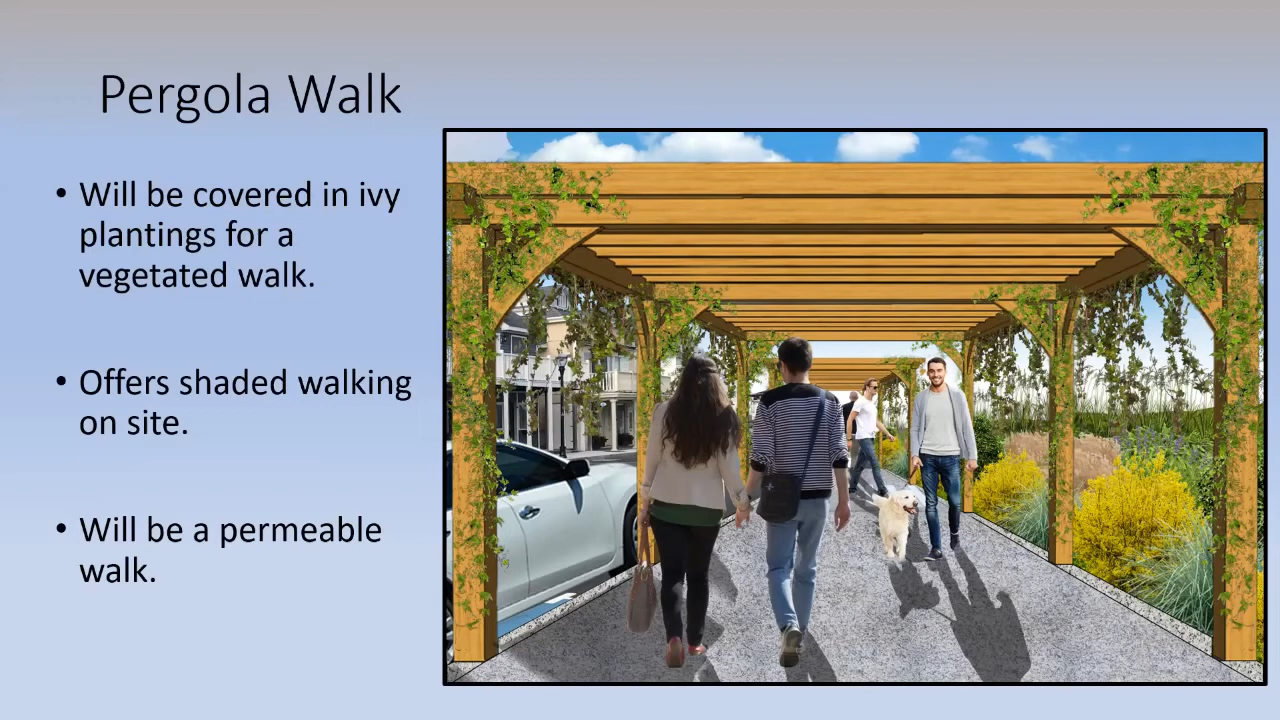 Pergola Walk
• Will be covered in ivy
plantings for a
vegetated walk.
• Offers shaded walking
on site.
• Will be a permeable
walk.